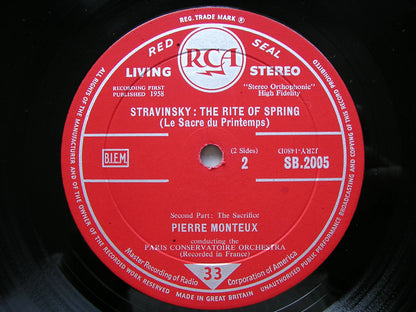 REG. TRADE MARK ®
RED SEAL
RCA
LIVING STEREO
RECORDING FIRST
PUBLISHED 1958
"Stereo Orthophonic"
High Fidelity
STRAVINSKY : THE RITE OF SPRING
(Le Sacre du Printemps)
B.I.E.M.
(2 Sides)
2
SB.2005
Second Part: The Sacrifice
PIERRE MONTEUX
conducting the
PARIS CONSERVATOIRE ORCHESTRA
(Recorded in France)
33
Master Recording of Radio Corporation of America
MADE IN GREAT BRITAIN
ALL RIGHTS OF THE MANUFACTURER AND OF THE OWNER OF THE RECORDED WORK RESERVED
UNAUTHORISED PUBLIC PERFORMANCE BROADCASTING AND COPYING OF THIS RECORD PROHIBITED